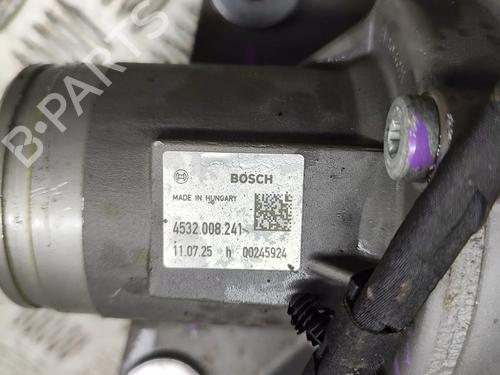 B-PARTS
BOSCH
MADE IN HUNGARY
4532.008.241
11.07.25 h 00245924